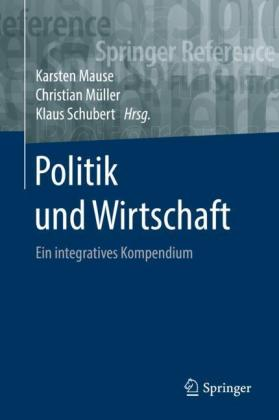 Springer Reference
Karsten Mause
Christian Müller
Klaus Schubert Hrsg.
Politik
und Wirtschaft
Ein integratives Kompendium
Springer